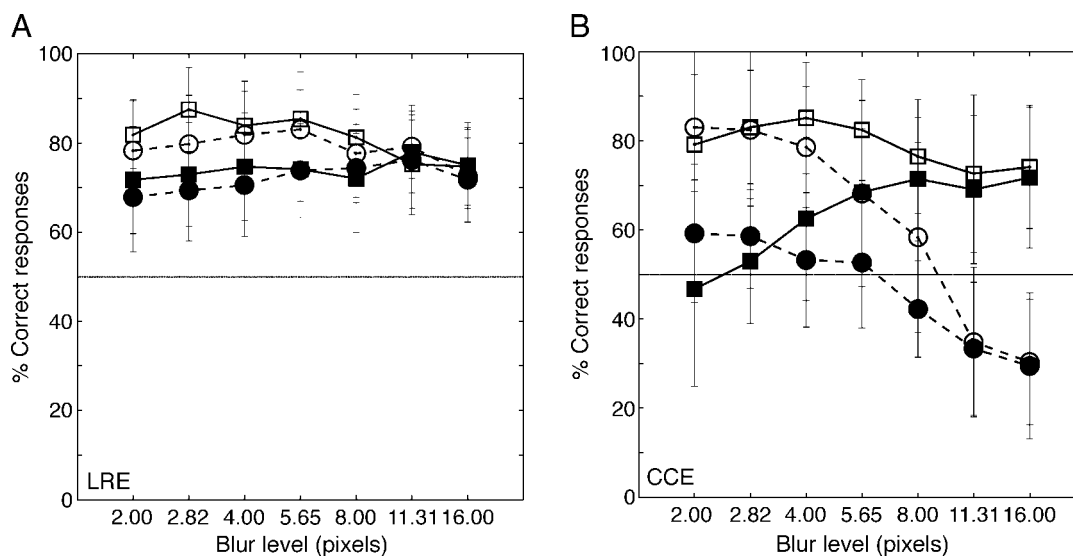 A
% Correct responses
100
80
60
40
20
0
LRE
2.00 2.82 4.00 5.65 8.00 11.31 16.00
Blur level (pixels)
B
% Correct responses
100
80
60
40
20
0
CCE
2.00 2.82 4.00 5.65 8.00 11.31 16.00
Blur level (pixels)